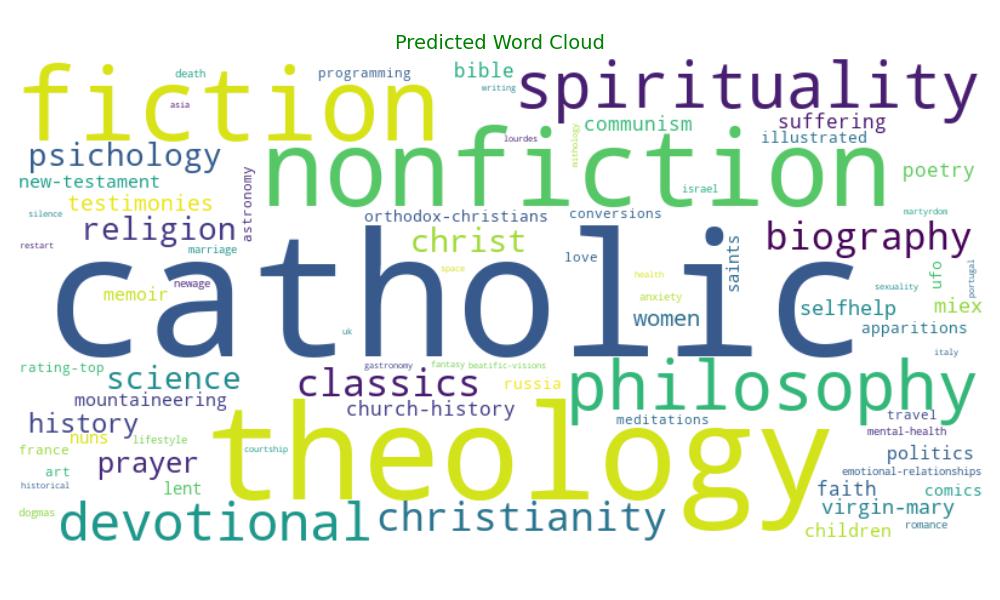 Predicted Word Cloud
fiction
death
programming
asia
bible
writing
spirituality
suffering
communism
illustrated
lourdes
mithology
psichology
nonfiction
poetry
new-testament
israel
testimonies
astronomy
silence
orthodox-christians
conversions
martyrdom
religion
christ
biography
restart
marriage
catholic
love
saints
space
health
ufo
portugal
newage
memoir
anxiety
sexuality
women
selfhelp
miex
apparitions
uk
italy
rating-top
gastronomy
fantasy
beatific-visions
science
classics
russia
philosophy
mountaineering
church-history
history
theology
meditations
travel
nuns
lifestyle
mental-health
france
courtship
politics
prayer
art
emotional-relationships
historical
lent
faith
comics
virgin-mary
dogmas
devotional
christianity
romance
children